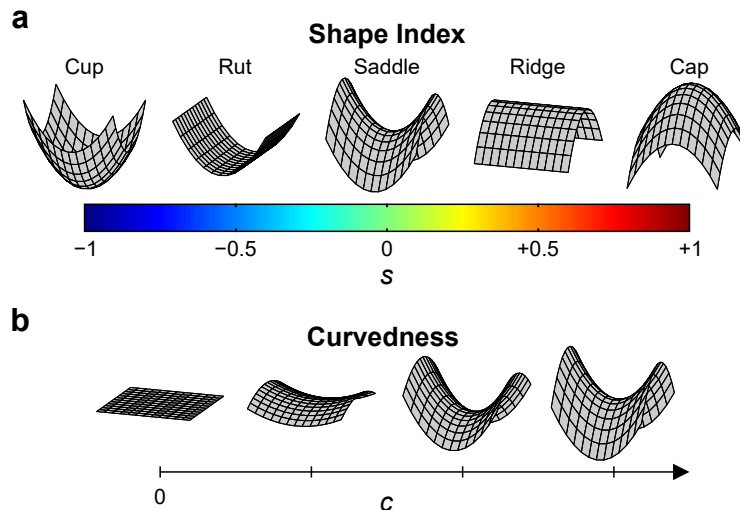 a
Shape Index
Cup Rut Saddle Ridge Cap
−1 −0.5 0 +0.5 +1
s
b
Curvedness
0
c